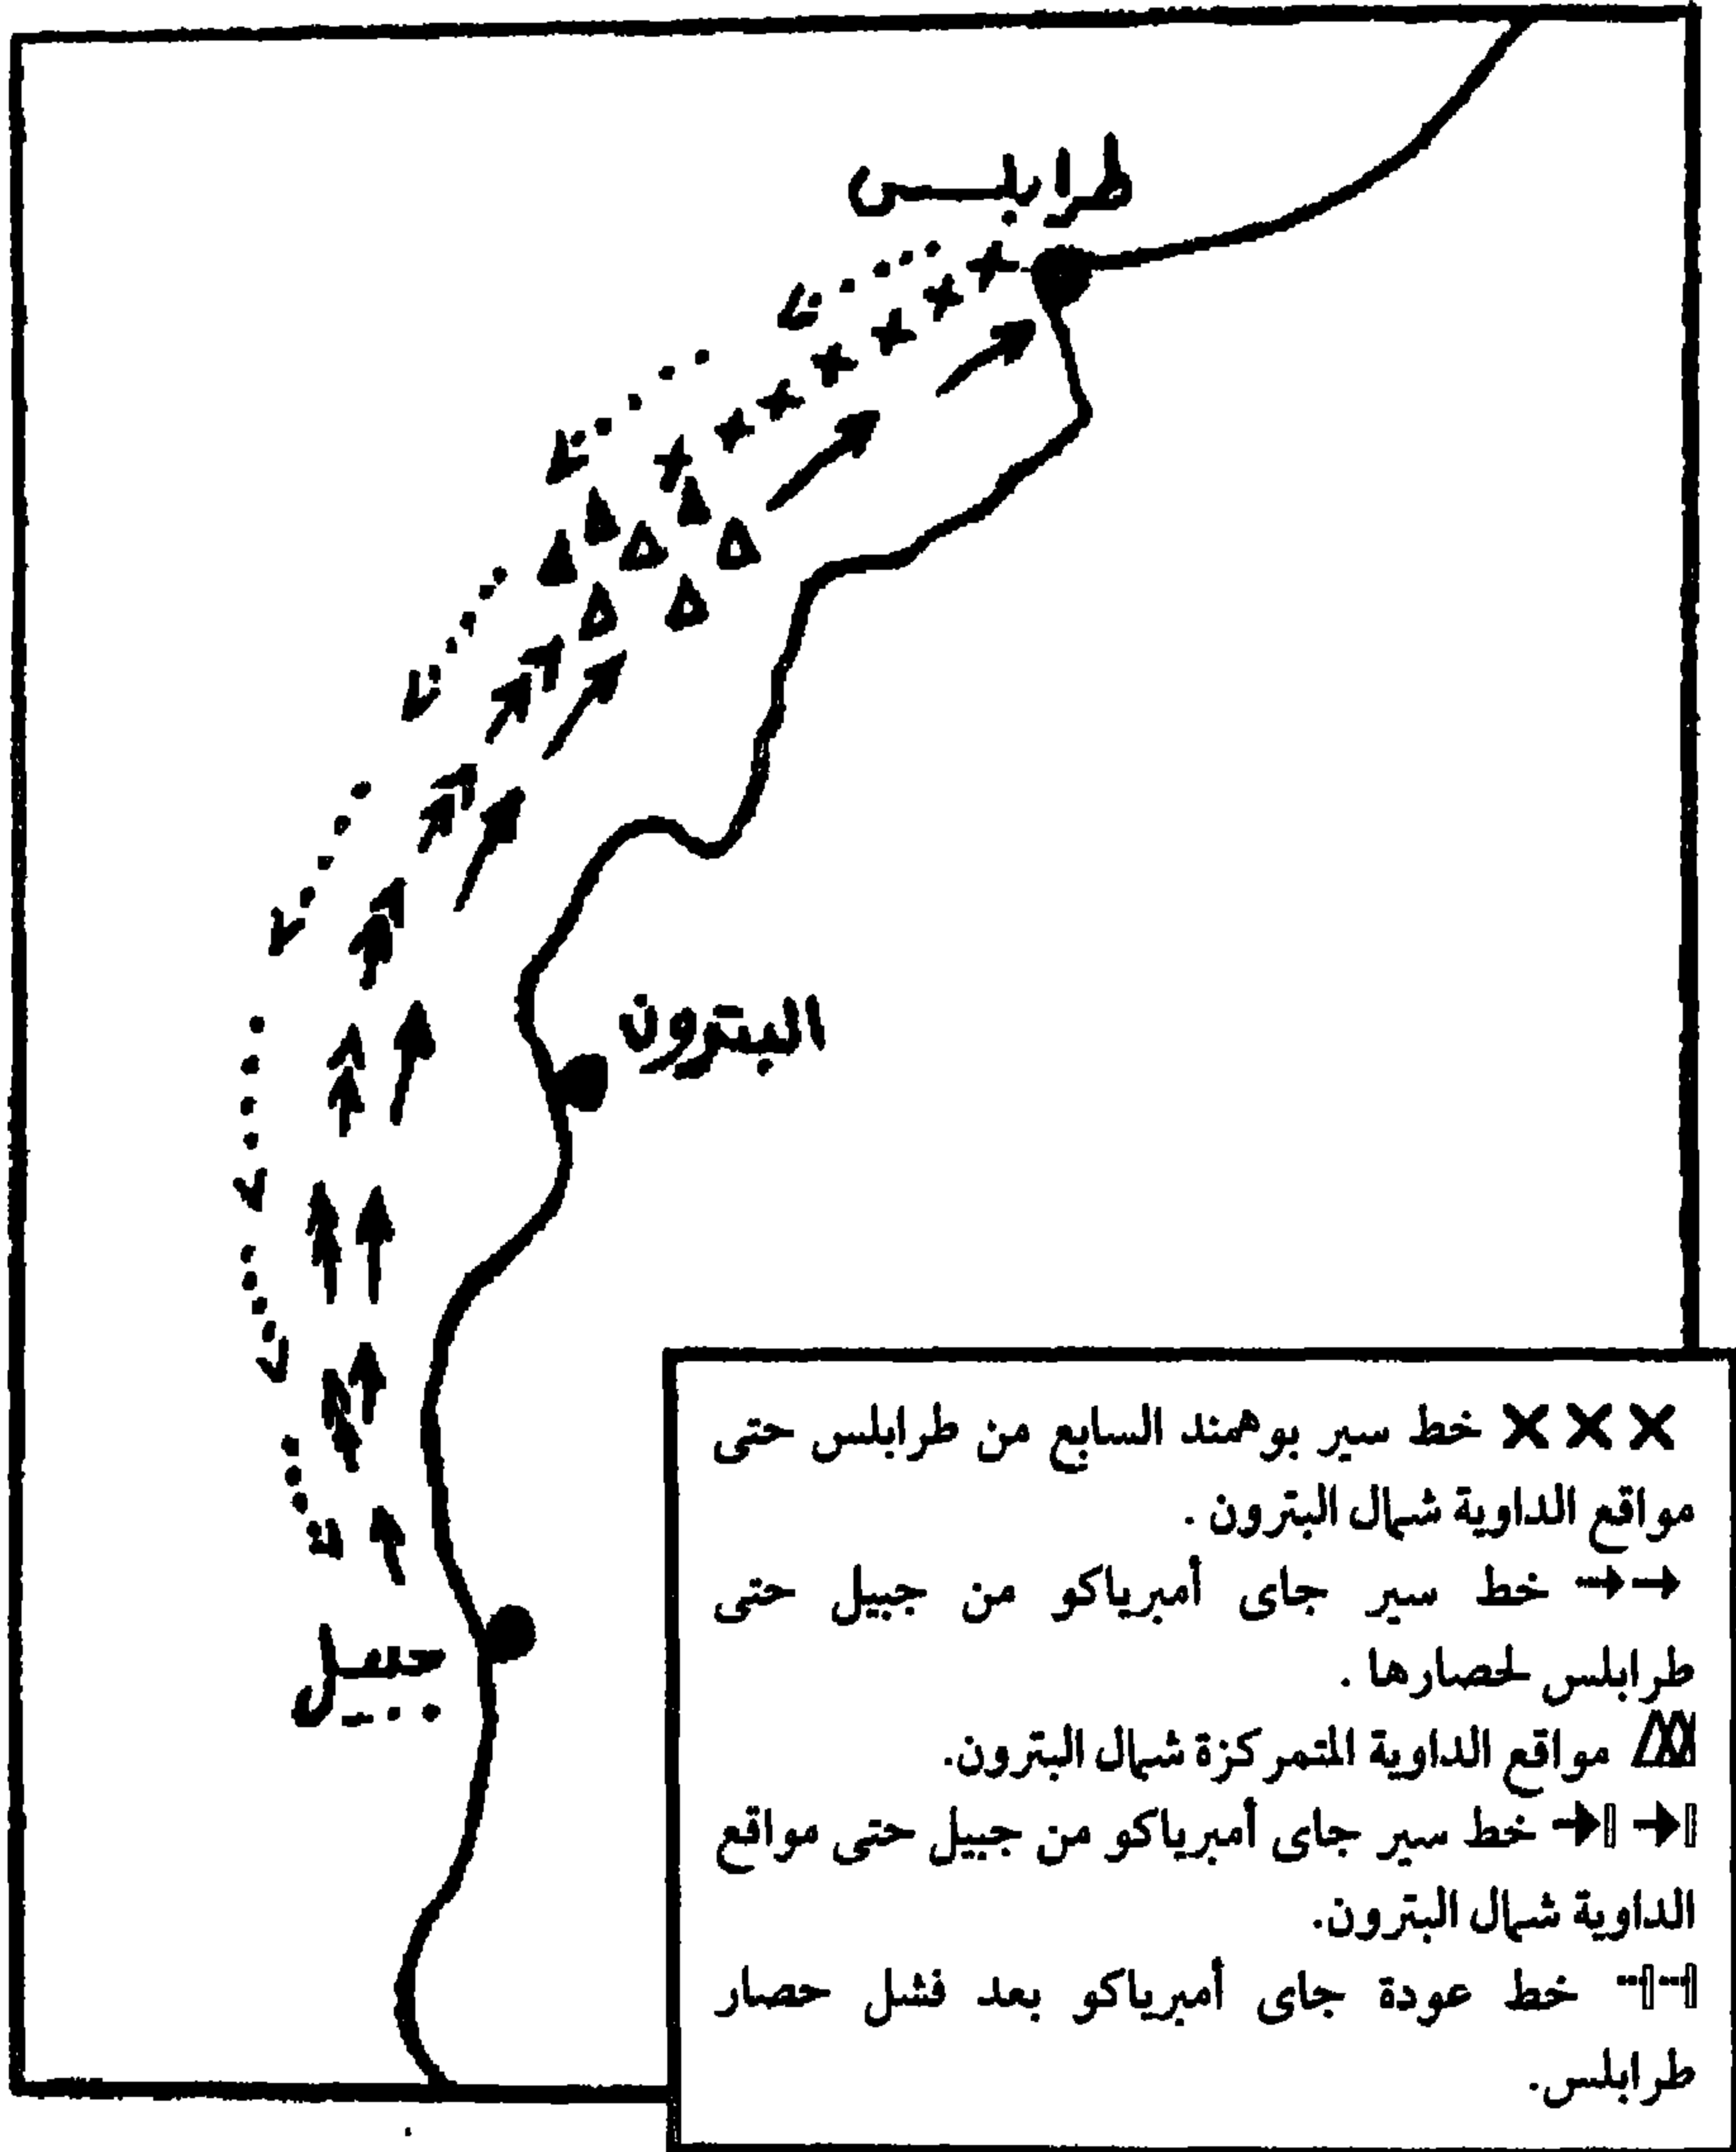 طرابلس
البترون
جبيل
××× خط سير بوهمند السابع من طرابلس حتى
مواقع الداوية شمال البترون .
→→ خط سير جاى أمبرياكو من جبيل حتى
طرابلس لحصارها .
مواقع الداوية المتمركزة شمال البترون.
خط سير جاى أمبرياكو من جبيل حتى مواقع
الداوية شمال البترون.
خط عودة جاى أمبرياكو بعد فشل حصار
طرابلس.